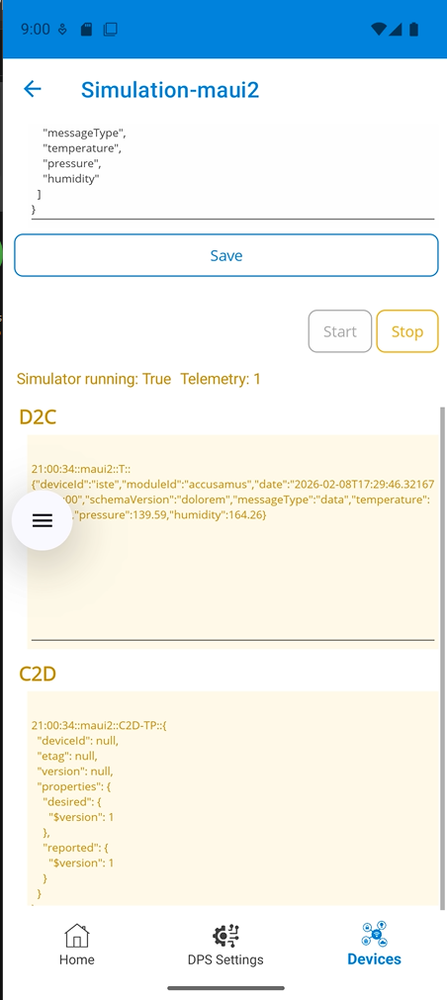 9:00
Simulation-maui2
"messageType",
"temperature",
"pressure",
"humidity"
]
}
Save
Start
Stop
Simulator running: True Telemetry: 1
D2C
21:00:34::maui2::T::
{"deviceId":"iste","moduleId":"accusamus","date":"2026-02-08T17:29:46.32167
00","schemaVersion":"dolorem","messageType":"data","temperature":
,"pressure":139.59,"humidity":164.26}
C2D
21:00:34::maui2::C2D-TP::{
"deviceId": null,
"etag": null,
"version": null,
"properties": {
"desired": {
"$version": 1
},
"reported": {
"$version": 1
}
}
Home
DPS Settings
Devices